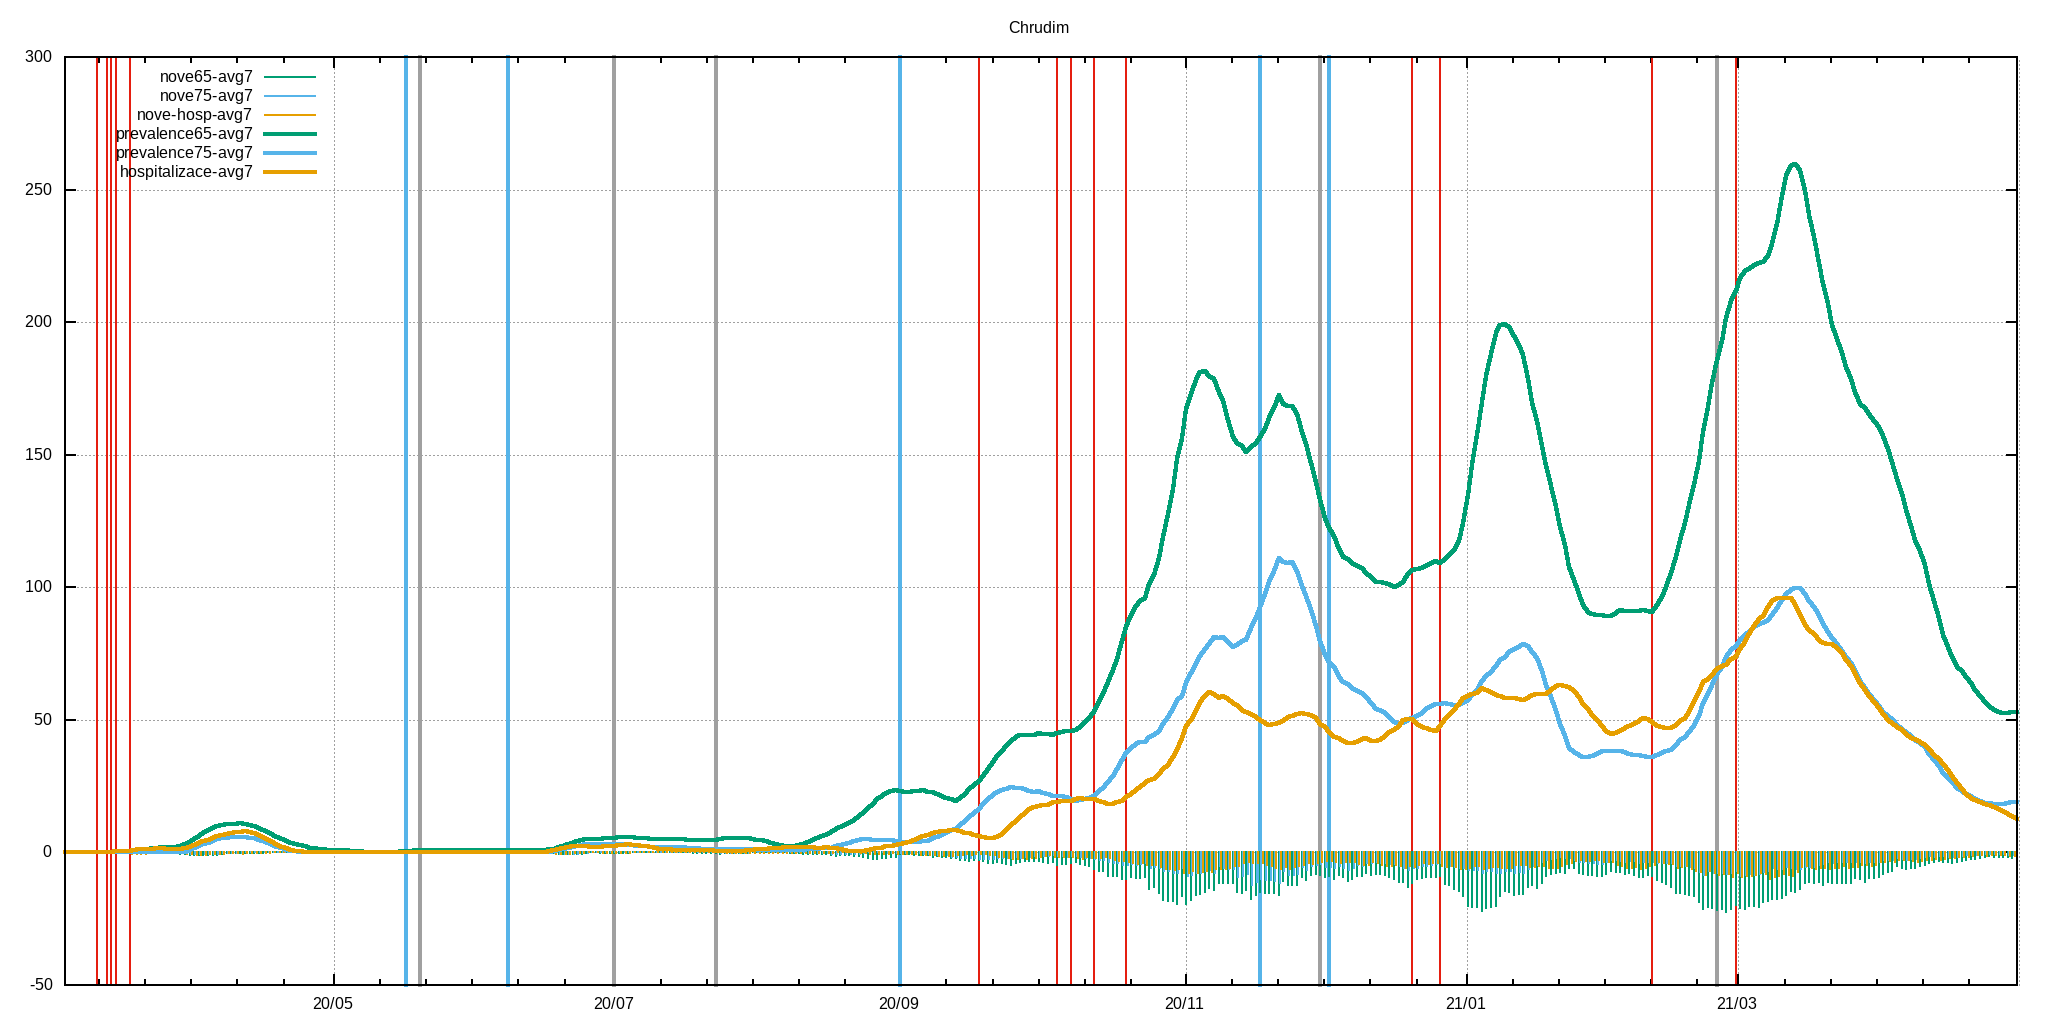 Chrudim
300
250
200
150
100
50
0
-50
nove65-avg7
nove75-avg7
nove-hosp-avg7
prevalence65-avg7
prevalence75-avg7
hospitalizace-avg7
20/05
20/07
20/09
20/11
21/01
21/03